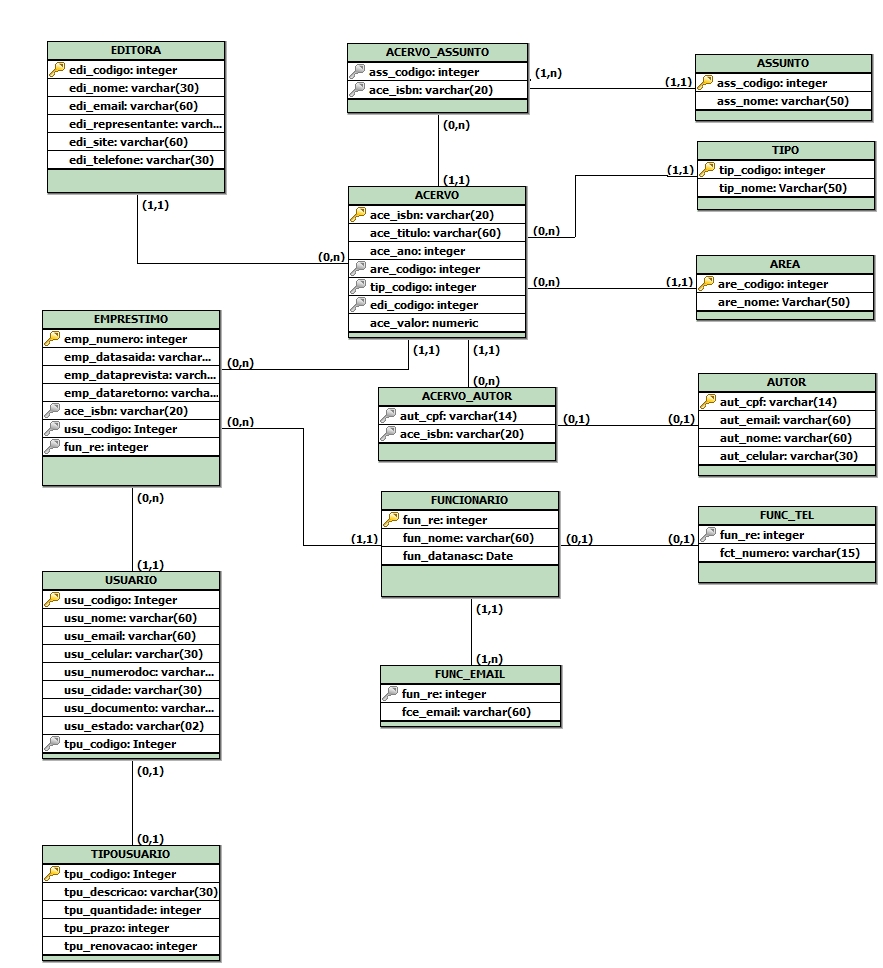 EDITORA
edi_codigo: integer
edi_nome: varchar(30)
edi_email: varchar(60)
edi_representante: varch...
edi_site: varchar(60)
edi_telefone: varchar(30)
(1,1)
(0,n)
ACERVO_ASSUNTO
ass_codigo: integer
ace_isbn: varchar(20)
(1,n)
(1,1)
(0,n)
(1,1)
ASSUNTO
ass_codigo: integer
ass_nome: varchar(50)
TIPO
tip_codigo: integer
tip_nome: Varchar(50)
(1,1)
(0,n)
ACERVO
ace_isbn: varchar(20)
ace_titulo: varchar(60)
ace_ano: integer
are_codigo: integer
tip_codigo: integer
edi_codigo: integer
ace_valor: numeric
(0,n)
(1,1)
AREA
are_codigo: integer
are_nome: Varchar(50)
(1,1)
(1,1)
(0,n)
EMPRESTIMO
emp_numero: integer
emp_datasaida: varchar...
emp_dataprevista: varch...
emp_dataretorno: varcha...
ace_isbn: varchar(20)
usu_codigo: Integer
fun_re: integer
(0,n)
(0,n)
(0,n)
(1,1)
ACERVO_AUTOR
aut_cpf: varchar(14)
ace_isbn: varchar(20)
(0,1)
(0,1)
AUTOR
aut_cpf: varchar(14)
aut_email: varchar(60)
aut_nome: varchar(60)
aut_celular: varchar(30)
FUNCIONARIO
fun_re: integer
fun_nome: varchar(60)
fun_datanasc: Date
(1,1)
(0,1)
(0,1)
FUNC_TEL
fun_re: integer
fct_numero: varchar(15)
(1,1)
(1,n)
FUNC_EMAIL
fun_re: integer
fce_email: varchar(60)
USUARIO
usu_codigo: Integer
usu_nome: varchar(60)
usu_email: varchar(60)
usu_celular: varchar(30)
usu_numerodoc: varchar...
usu_cidade: varchar(30)
usu_documento: varchar...
usu_estado: varchar(02)
tpu_codigo: Integer
(0,1)
(0,1)
TIPOUSUARIO
tpu_codigo: Integer
tpu_descricao: varchar(30)
tpu_quantidade: integer
tpu_prazo: integer
tpu_renovacao: integer